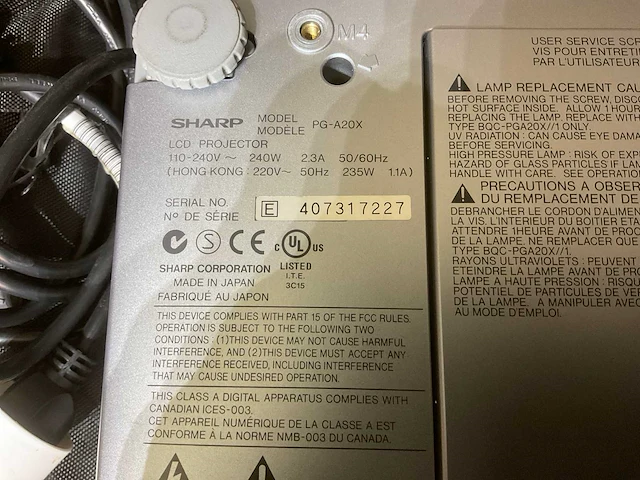 M4
SHARP MODEL PG-A20X
MODÈLE
LCD PROJECTOR
110-240V～ 240W 2.3A 50/60Hz
(HONG KONG: 220V～ 50Hz 235W 1.1A)
SERIAL NO.
Nº DE SÉRIE
E 407317227
C UL US
LISTED
I.T.E.
3C15
SHARP CORPORATION
MADE IN JAPAN
FABRIQUÉ AU JAPON
THIS DEVICE COMPLIES WITH PART 15 OF THE FCC RULES.
OPERATION IS SUBJECT TO THE FOLLOWING TWO
CONDITIONS : (1)THIS DEVICE MAY NOT CAUSE HARMFUL
INTERFERENCE, AND (2)THIS DEVICE MUST ACCEPT ANY
INTERFERENCE RECEIVED, INCLUDING INTERFERENCE
THAT MAY CAUSE UNDESIRED OPERATION.
THIS CLASS A DIGITAL APPARATUS COMPLIES WITH
CANADIAN ICES-003.
CET APPAREIL NUMÉRIQUE DE LA CLASSE A EST
CONFORME À LA NORME NMB-003 DU CANADA.
USER SERVICE SCR
VIS POUR ENTRETI
PAR L'UTILISATEUR
LAMP REPLACEMENT CAU
BEFORE REMOVING THE SCREW, DISCO
HOT SURFACE INSIDE. ALLOW 1 HOUR
REPLACING THE LAMP. REPLACE WITH
TYPE BQC-PGA20X//1 ONLY.
UV RADIATION : CAN CAUSE EYE DAMA
BEFORE SERVICING.
HIGH PRESSURE LAMP : RISK OF EXP
HAZARD OF GLASS PARTICLES IF LAM
HANDLE WITH CARE. SEE OPERATION
PRECAUTIONS A OBSER
DU REMPLACEMENT DE
DEBRANCHER LE CORDON D'ALIMEN
LA VIS. L'INTERIEUR DU BOITIER ETA
ATTENDRE 1HEURE AVANT DE PROC
DE LA LAMPE. NE REMPLACER QUE
TYPE BQC-PGA20X//1.
RAYONS ULTRAVIOLETS : PEUVENT
ETEINDRE LA LAMPE AVANT DE PRO
LAMPE A HAUTE PRESSION : RISQU
POTENTIEL DE PARTICULES DE VER
DE LA LAMPE. A MANIPULER AVEC
AU MODE D'EMPLOI.